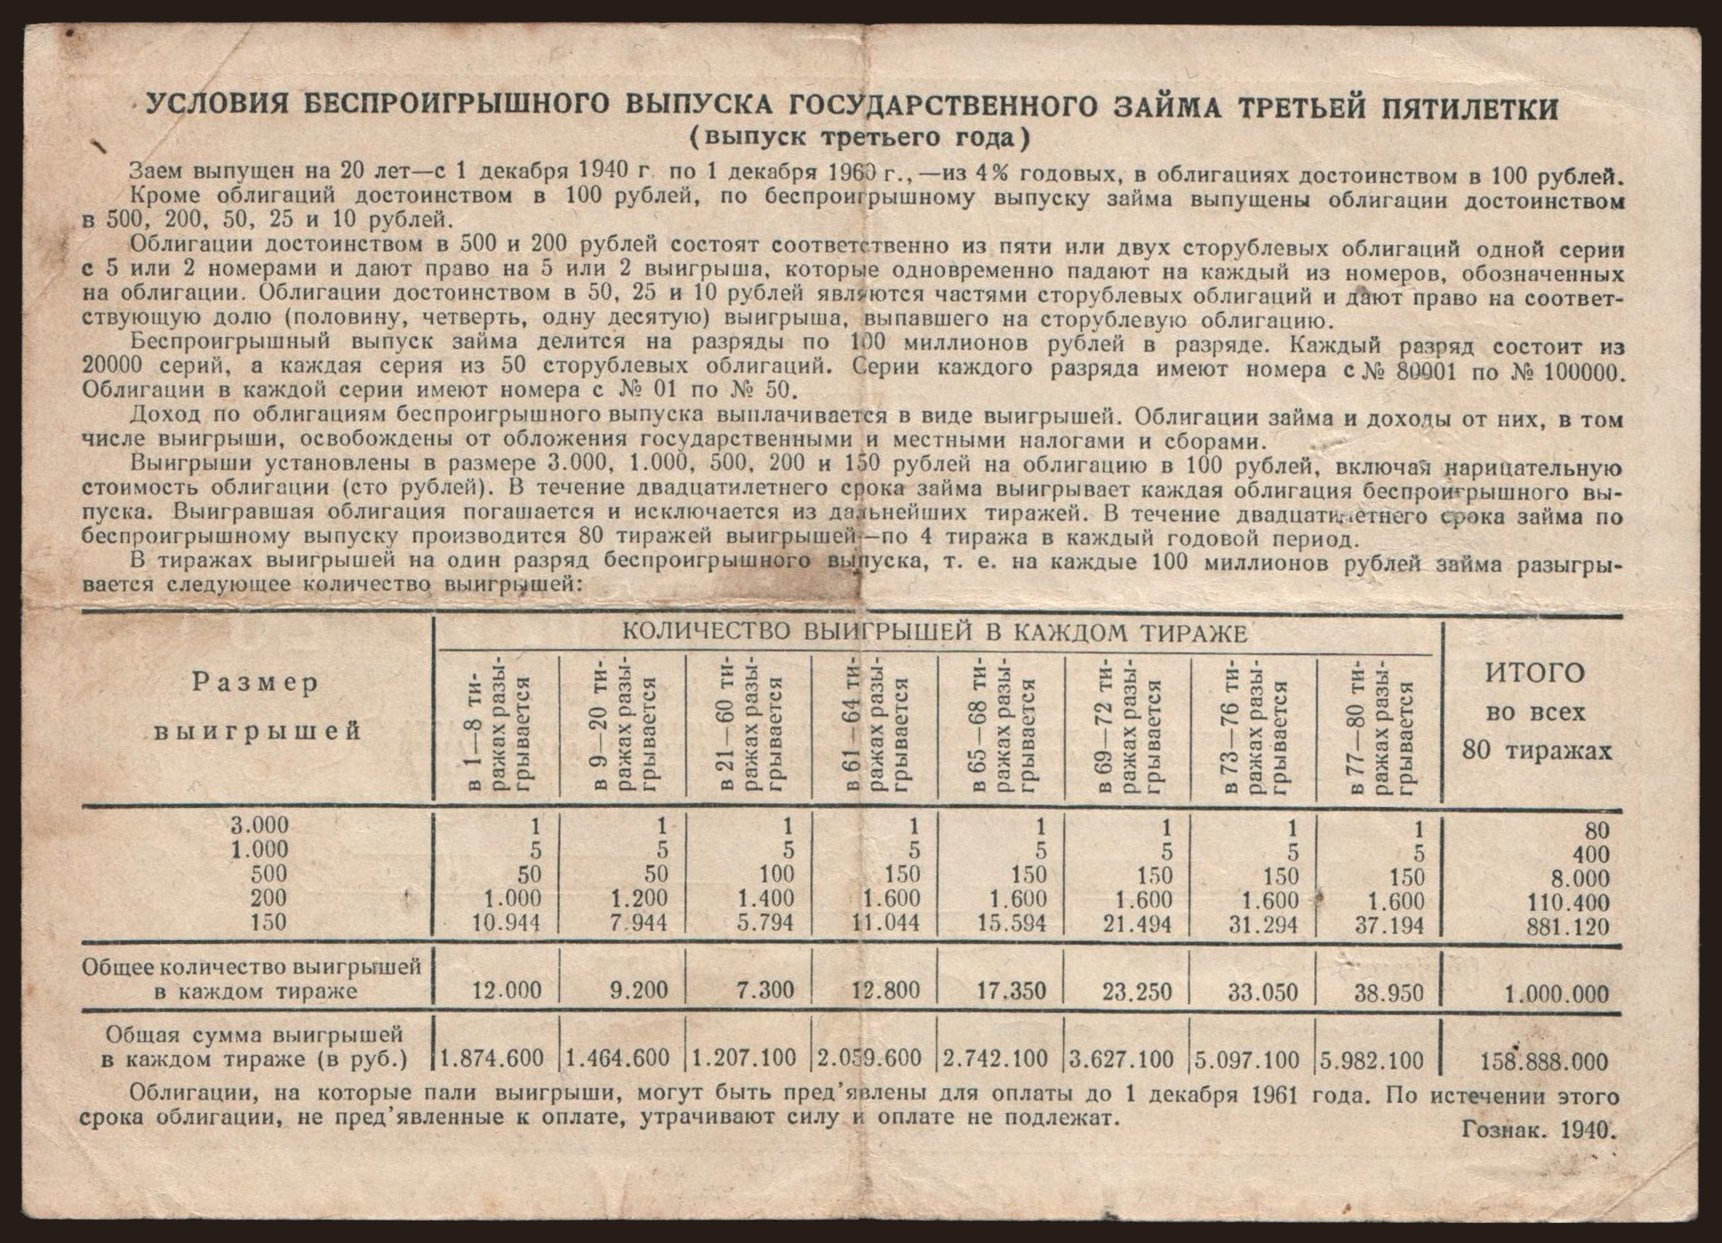 УСЛОВИЯ БЕСПРОИГРЫШНОГО ВЫПУСКА ГОСУДАРСТВЕННОГО ЗАЙМА ТРЕТЬЕЙ ПЯТИЛЕТКИ
(выпуск третьего года)
Заем выпущен на 20 лет—с 1 декабря 1940 г. по 1 декабря 1960 г.,—из 4% годовых, в облигациях достоинством в 100 рублей.
Кроме облигаций достоинством в 100 рублей, по беспроигрышному выпуску займа выпущены облигации достоинством
в 500, 200, 50, 25 и 10 рублей.
Облигации достоинством в 500 и 200 рублей состоят соответственно из пяти или двух сторублевых облигаций одной серии
с 5 или 2 номерами и дают право на 5 или 2 выигрыша, которые одновременно падают на каждый из номеров, обозначенных
на облигации. Облигации достоинством в 50, 25 и 10 рублей являются частями сторублевых облигаций и дают право на соответ-
ствующую долю (половину, четверть, одну десятую) выигрыша, выпавшего на сторублевую облигацию.
Беспроигрышный выпуск займа делится на разряды по 100 миллионов рублей в разряде. Каждый разряд состоит из
20000 серий, а каждая серия из 50 сторублевых облигаций. Серии каждого разряда имеют номера с № 80001 по № 100000.
Облигации в каждой серии имеют номера с № 01 по № 50.
Доход по облигациям беспроигрышного выпуска выплачивается в виде выигрышей. Облигации займа и доходы от них, в том
числе выигрыши, освобождены от обложения государственными и местными налогами и сборами.
Выигрыши установлены в размере 3.000, 1.000, 500, 200 и 150 рублей на облигацию в 100 рублей, включая нарицательную
стоимость облигации (сто рублей). В течение двадцатилетнего срока займа выигрывает каждая облигация беспроигрышного вы-
пуска. Выигравшая облигация погашается и исключается из дальнейших тиражей. В течение двадцатилетнего срока займа по
беспроигрышному выпуску производится 80 тиражей выигрышей—по 4 тиража в каждый годовой период.
В тиражах выигрышей на один разряд беспроигрышного выпуска, т. е. на каждые 100 миллионов рублей займа разыгры-
вается следующее количество выигрышей:
Размер
выигрышей
КОЛИЧЕСТВО ВЫИГРЫШЕЙ В КАЖДОМ ТИРАЖЕ
в 1—8 ти-
ражах разы-
грывается
в 9—20 ти-
ражах разы-
грывается
в 21—60 ти-
ражах разы-
грывается
в 61—64 ти-
ражах разы-
грывается
в 65—68 ти-
ражах разы-
грывается
в 69—72 ти-
ражах разы-
грывается
в 73—76 ти-
ражах разы-
грывается
в 77—80 ти-
ражах разы-
грывается
ИТОГО
во всех
80 тиражах
3.000 1 1 1 1 1 1 1 1 80
1.000 5 5 5 5 5 5 5 5 400
500 50 50 100 150 150 150 150 150 8.000
200 1.000 1.200 1.400 1.600 1.600 1.600 1.600 1.600 110.400
150 10.944 7.944 5.794 11.044 15.594 21.494 31.294 37.194 881.120
Общее количество выигрышей
в каждом тираже 12.000 9.200 7.300 12.800 17.350 23.250 33.050 38.950 1.000.000
Общая сумма выигрышей
в каждом тираже (в руб.) 1.874.600 1.464.600 1.207.100 2.059.600 2.742.100 3.627.100 5.097.100 5.982.100 158.888.000
Облигации, на которые пали выигрыши, могут быть пред'явлены для оплаты до 1 декабря 1961 года. По истечении этого
срока облигации, не пред'явленные к оплате, утрачивают силу и оплате не подлежат.
Гознак. 1940.